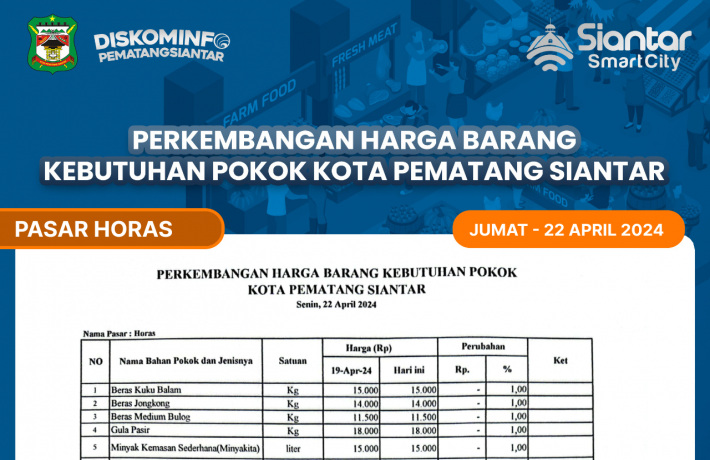 DISKOMINFO
PEMATANGSIANTAR
Siantar
SmartCity
FRESH MEAT
FARM FOOD
FARM FOOD
PERKEMBANGAN HARGA BARANG
KEBUTUHAN POKOK KOTA PEMATANG SIANTAR
PASAR HORAS
JUMAT - 22 APRIL 2024
PERKEMBANGAN HARGA BARANG KEBUTUHAN POKOK
KOTA PEMATANG SIANTAR
Senin, 22 April 2024
Nama Pasar : Horas
NO Nama Bahan Pokok dan Jenisnya Satuan Harga (Rp) Perubahan Ket
19-Apr-24 Hari ini Rp. %
1 Beras Kuku Balam Kg 15.000 15.000 - 1,00
2 Beras Jongkong Kg 14.000 14.000 - 1,00
3 Beras Medium Bulog Kg 11.500 11.500 - 1,00
4 Gula Pasir Kg 18.000 18.000 - 1,00
5 Minyak Kemasan Sederhana(Minyakita) liter 15.000 15.000 - 1,00